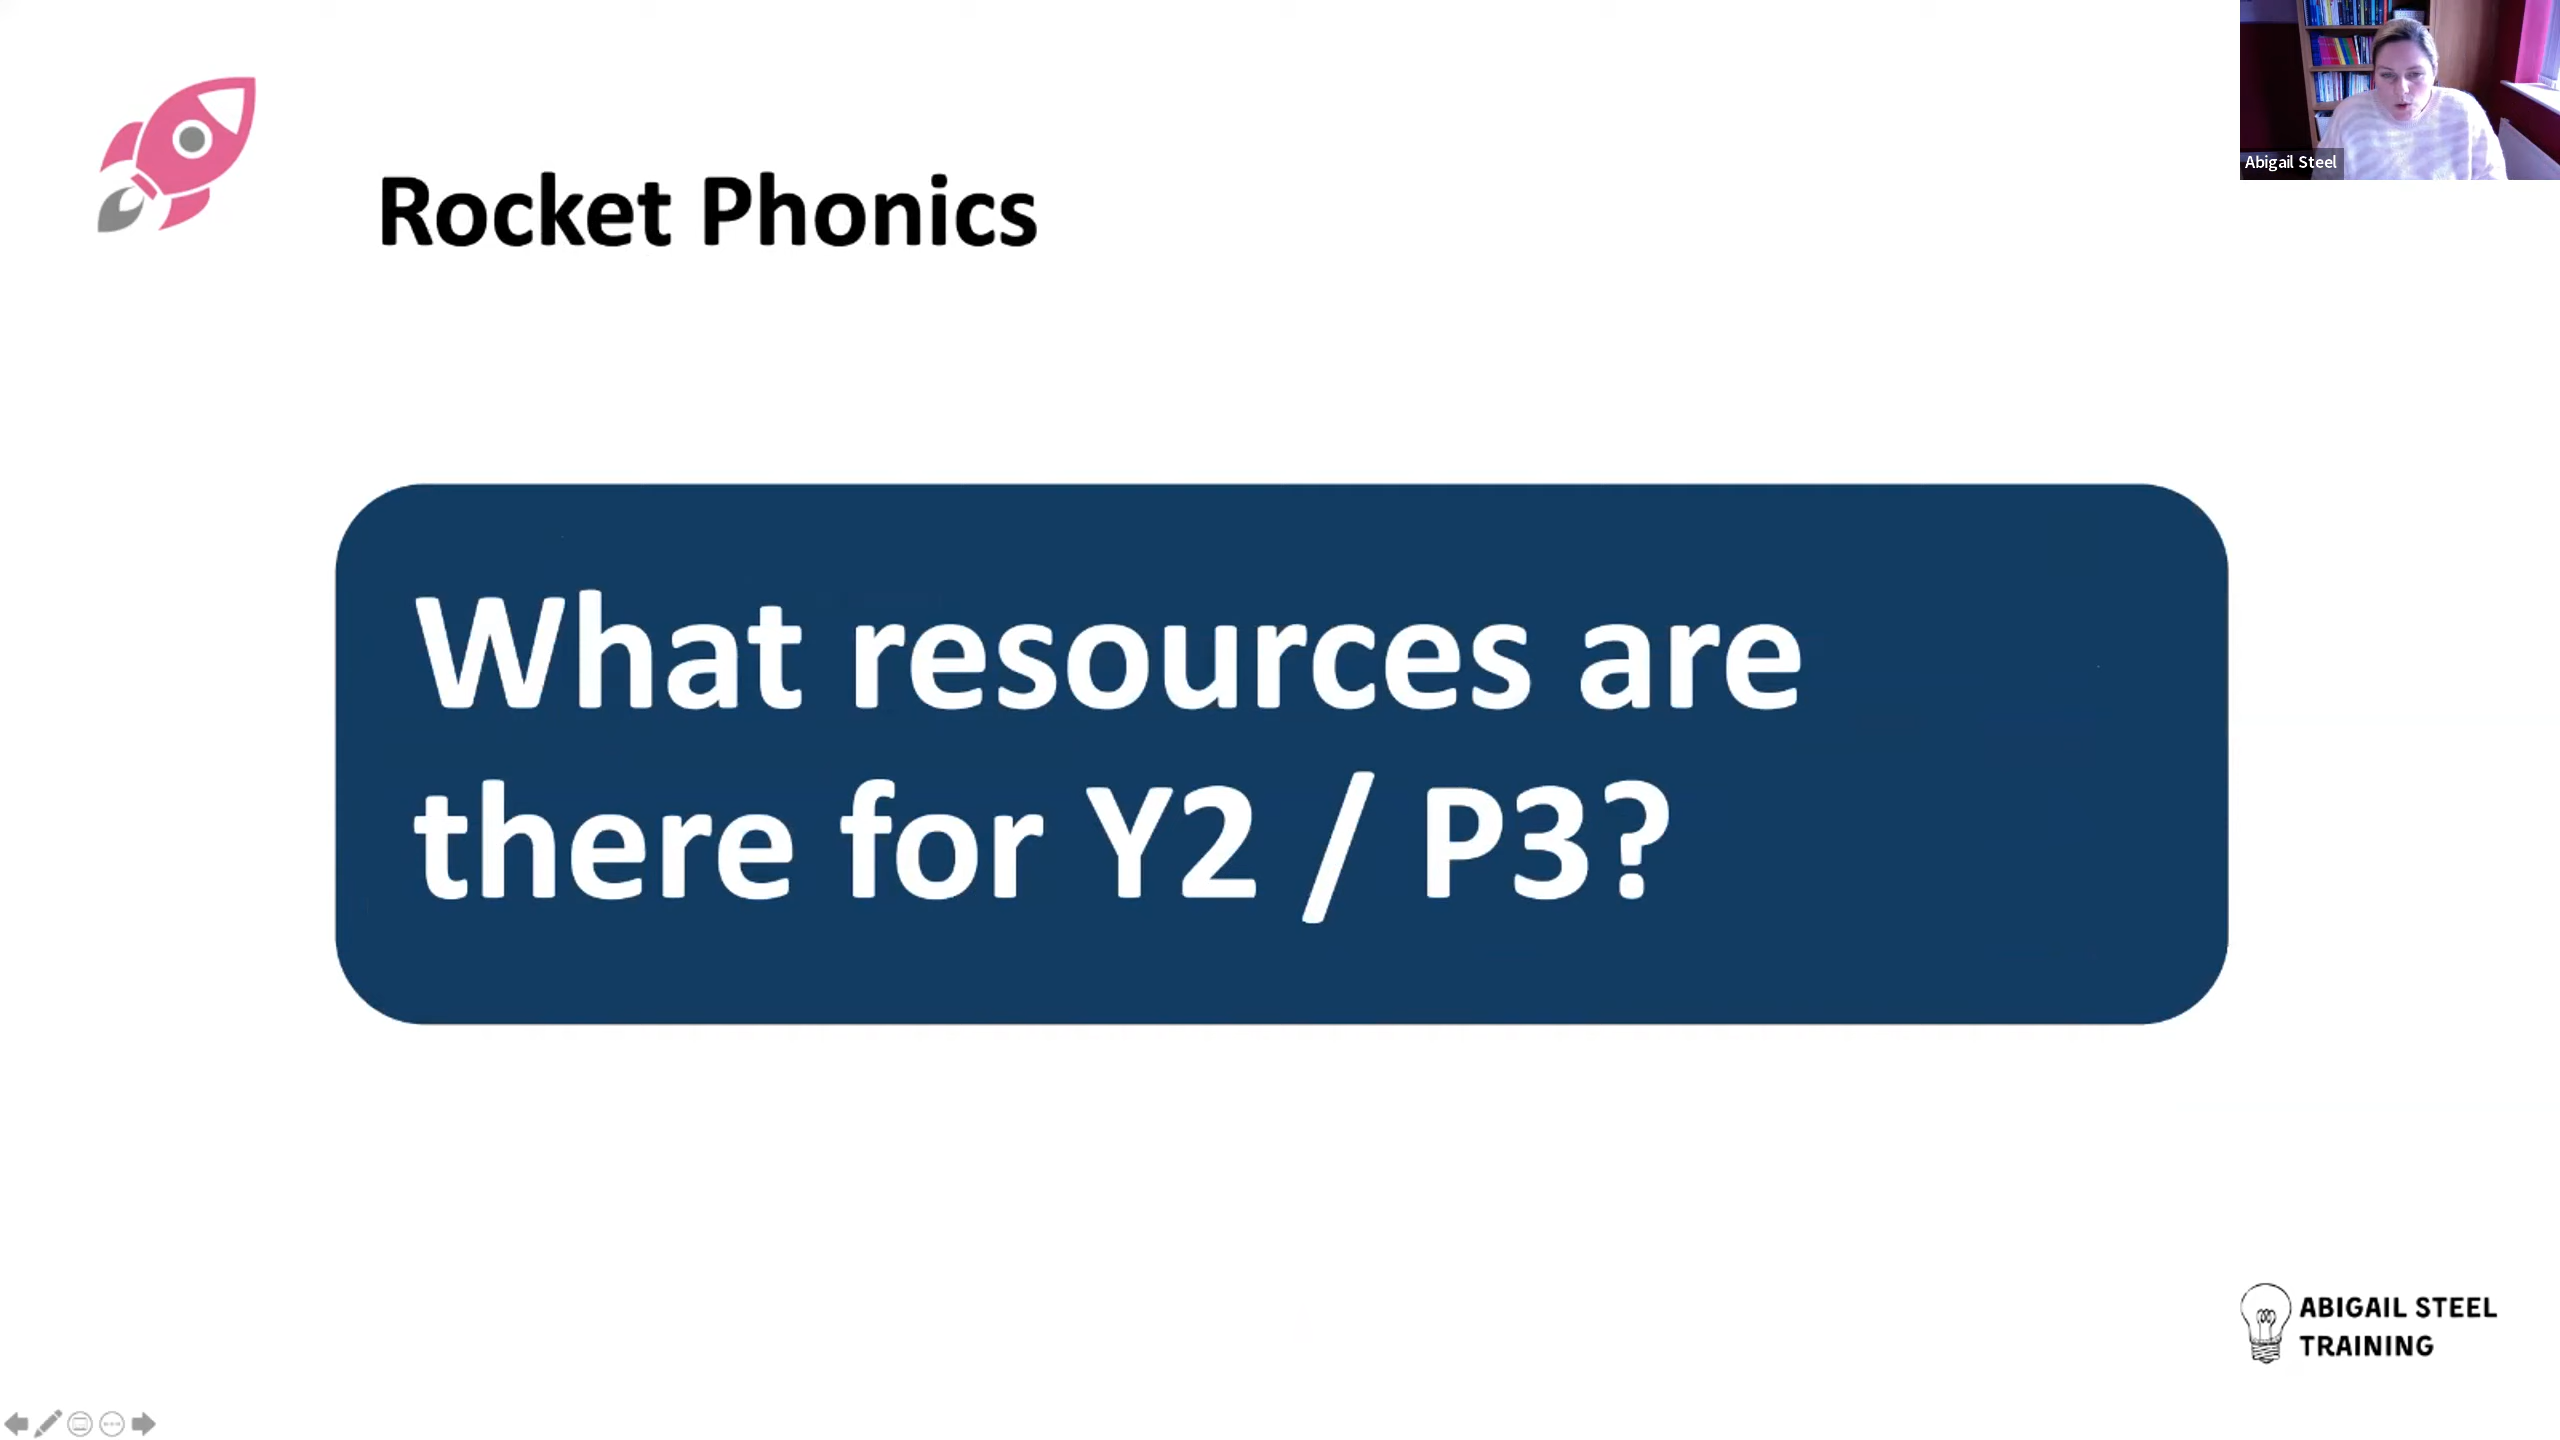 Abigail Steel
Rocket Phonics
What resources are
there for Y2 / P3?
ABIGAIL STEEL
TRAINING